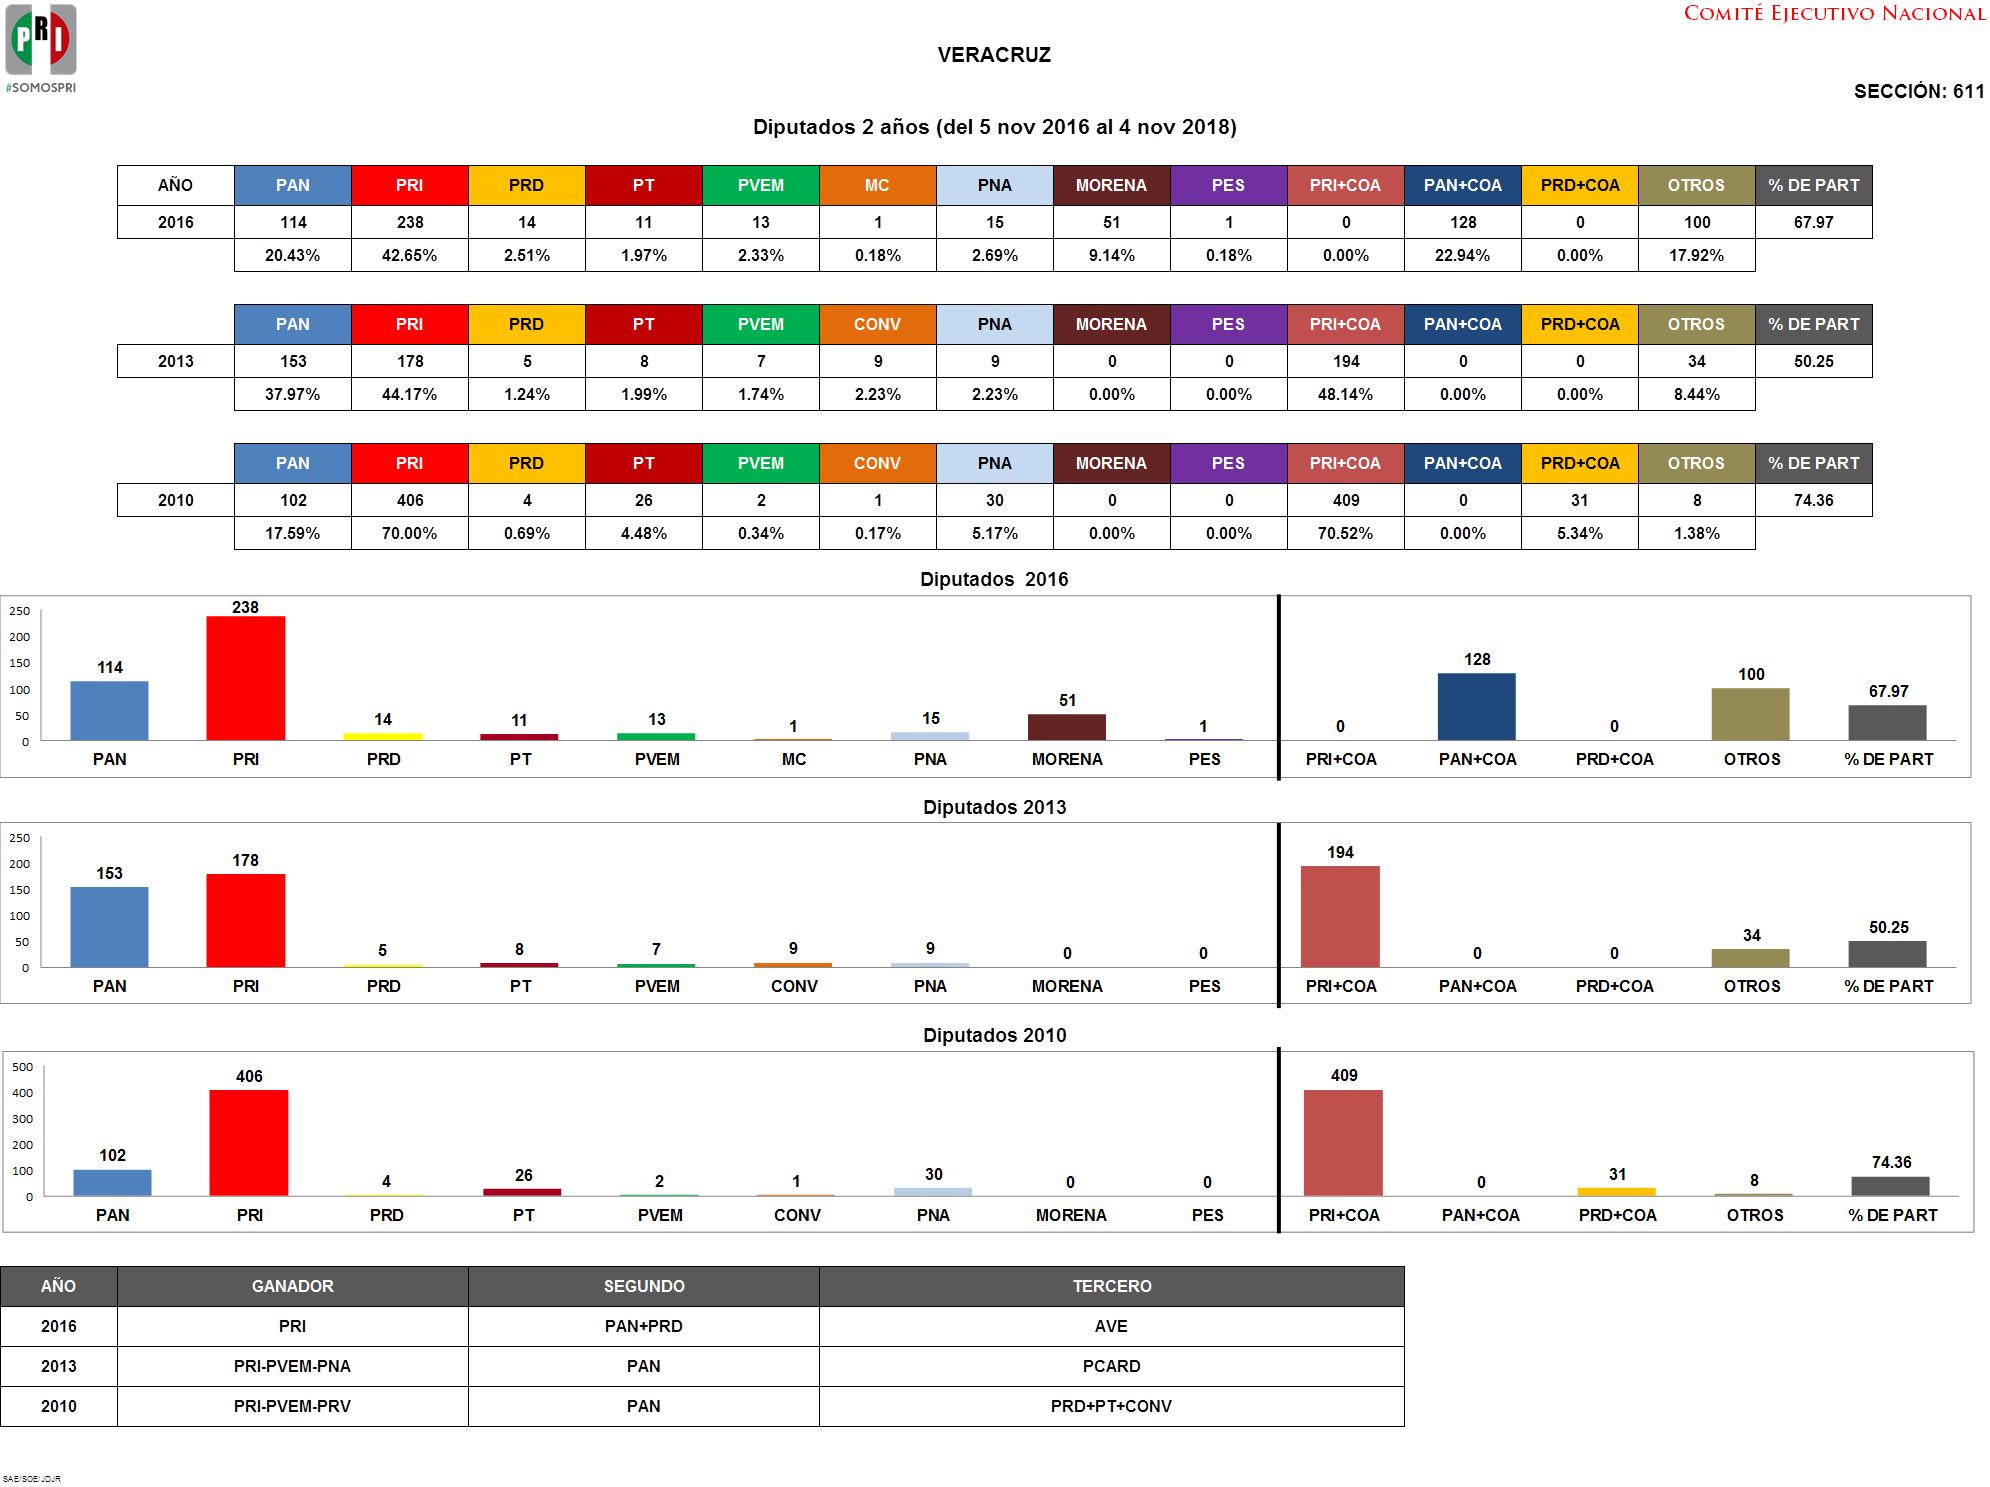 PRI
#SOMOSPRI
COMITÉ EJECUTIVO NACIONAL
VERACRUZ
SECCIÓN: 611
Diputados 2 años (del 5 nov 2016 al 4 nov 2018)
AÑO PAN PRI PRD PT PVEM MC PNA MORENA PES PRI+COA PAN+COA PRD+COA OTROS % DE PART
2016 114 238 14 11 13 1 15 51 1 0 128 0 100 67.97
20.43% 42.65% 2.51% 1.97% 2.33% 0.18% 2.69% 9.14% 0.18% 0.00% 22.94% 0.00% 17.92%
PAN PRI PRD PT PVEM CONV PNA MORENA PES PRI+COA PAN+COA PRD+COA OTROS % DE PART
2013 153 178 5 8 7 9 9 0 0 194 0 0 34 50.25
37.97% 44.17% 1.24% 1.99% 1.74% 2.23% 2.23% 0.00% 0.00% 48.14% 0.00% 0.00% 8.44%
PAN PRI PRD PT PVEM CONV PNA MORENA PES PRI+COA PAN+COA PRD+COA OTROS % DE PART
2010 102 406 4 26 2 1 30 0 0 409 0 31 8 74.36
17.59% 70.00% 0.69% 4.48% 0.34% 0.17% 5.17% 0.00% 0.00% 70.52% 0.00% 5.34% 1.38%
Diputados 2016
250
200
150
100
50
0
114 238 14 11 13 1 15 51 1 0 128 0 100 67.97
PAN PRI PRD PT PVEM MC PNA MORENA PES PRI+COA PAN+COA PRD+COA OTROS % DE PART
Diputados 2013
250
200
150
100
50
0
153 178 5 8 7 9 9 0 0 194 0 0 34 50.25
PAN PRI PRD PT PVEM CONV PNA MORENA PES PRI+COA PAN+COA PRD+COA OTROS % DE PART
Diputados 2010
500
400
300
200
100
0
102 406 4 26 2 1 30 0 0 409 0 31 8 74.36
PAN PRI PRD PT PVEM CONV PNA MORENA PES PRI+COA PAN+COA PRD+COA OTROS % DE PART
AÑO GANADOR SEGUNDO TERCERO
2016 PRI PAN+PRD AVE
2013 PRI-PVEM-PNA PAN PCARD
2010 PRI-PVEM-PRV PAN PRD+PT+CONV
SAE/SOE/JDJR